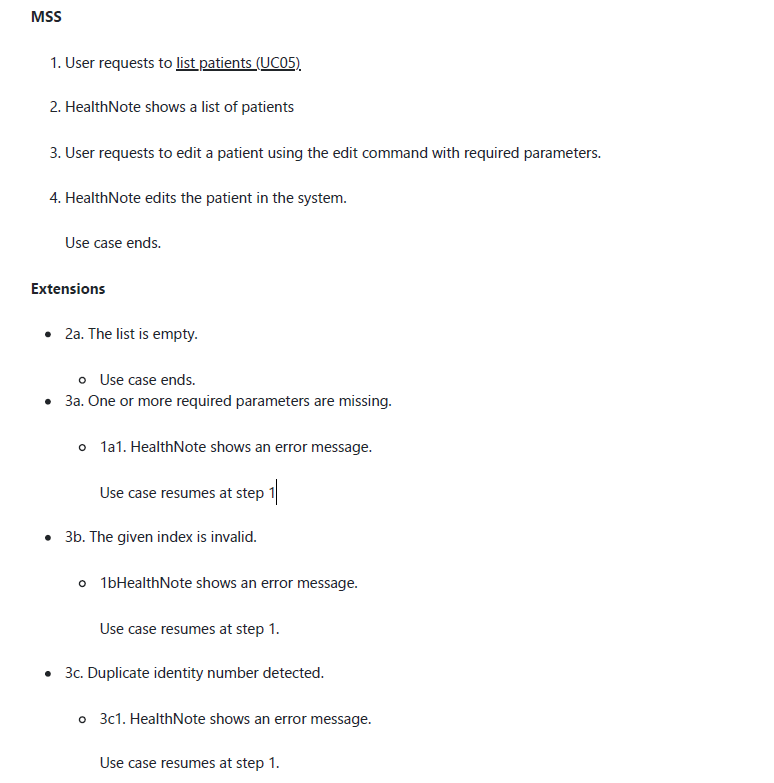 MSS
1. User requests to list patients (UC05)
2. HealthNote shows a list of patients
3. User requests to edit a patient using the edit command with required parameters.
4. HealthNote edits the patient in the system.
Use case ends.
Extensions
• 2a. The list is empty.
○ Use case ends.
• 3a. One or more required parameters are missing.
○ 1a1. HealthNote shows an error message.
Use case resumes at step 1
• 3b. The given index is invalid.
○ 1bHealthNote shows an error message.
Use case resumes at step 1.
• 3c. Duplicate identity number detected.
○ 3c1. HealthNote shows an error message.
Use case resumes at step 1.